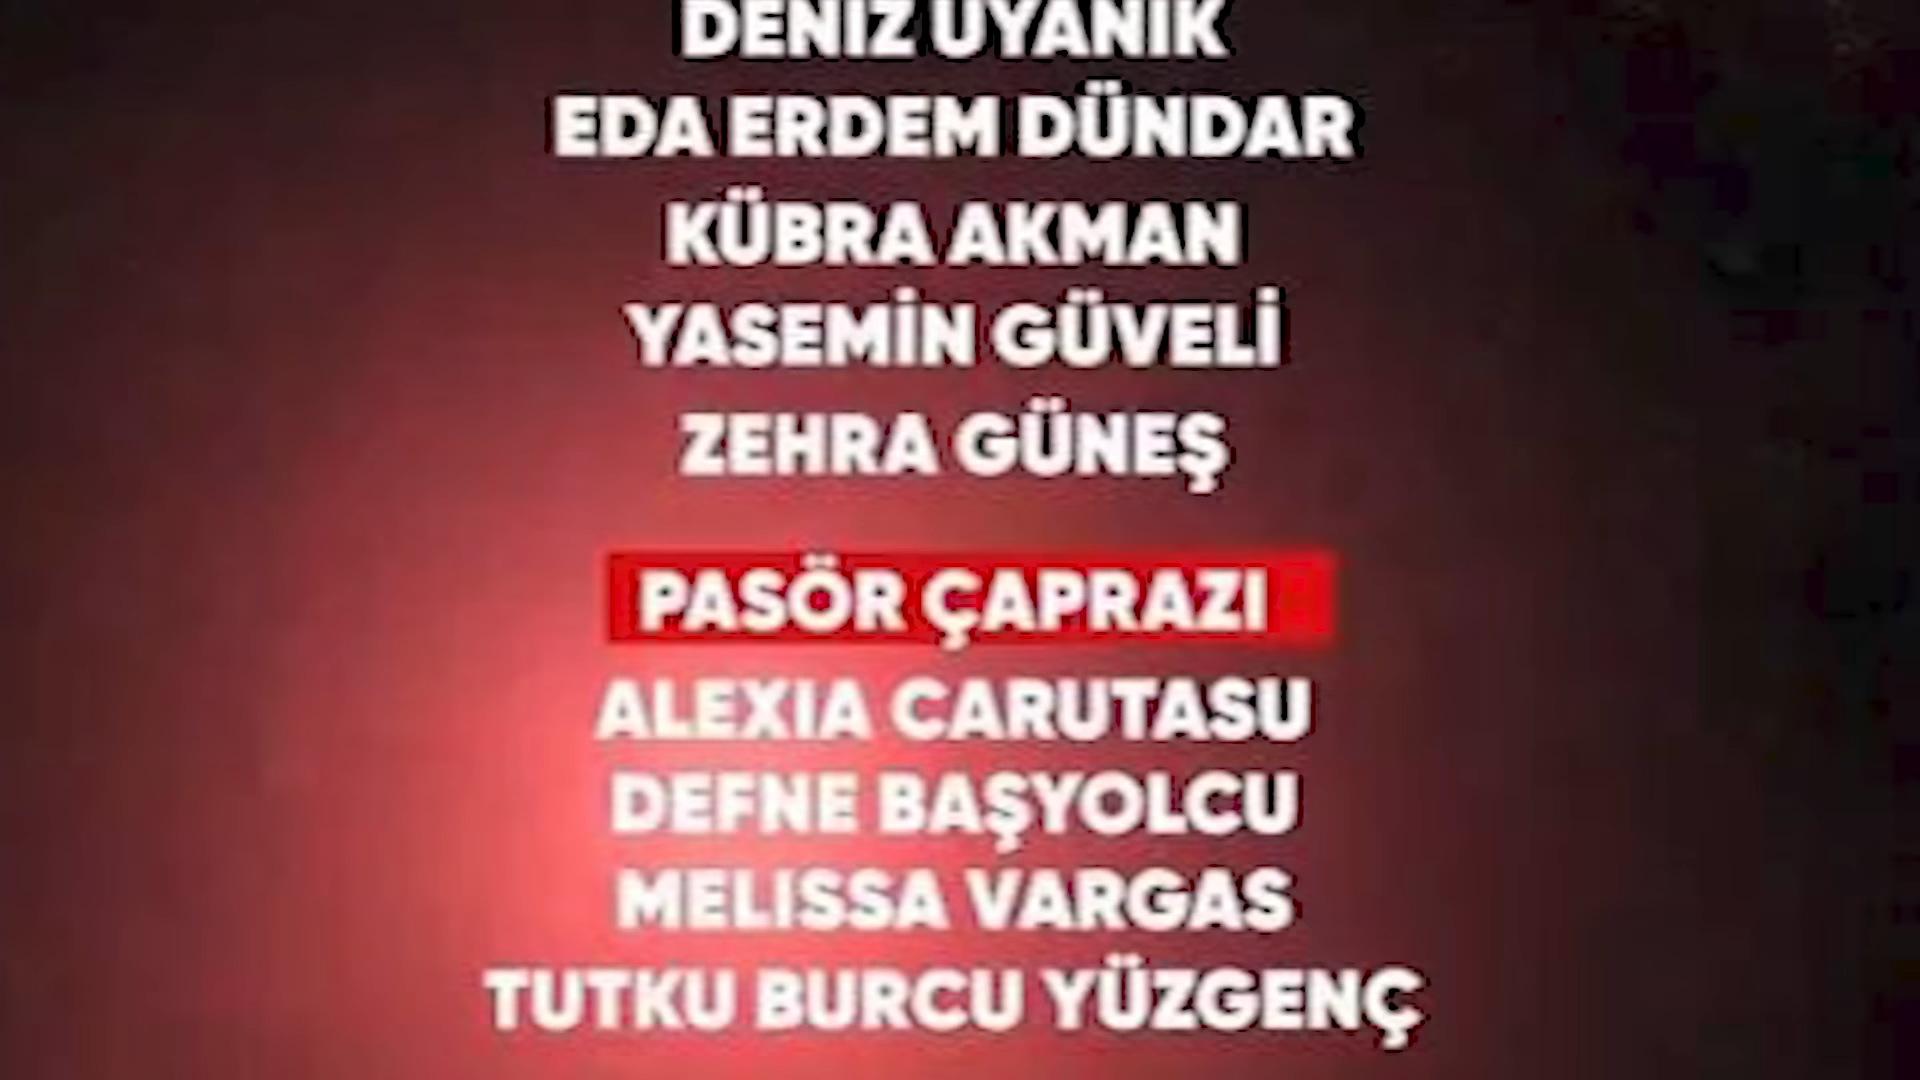 DENİZ UYANIK
EDA ERDEM DÜNDAR
KÜBRA AKMAN
YASEMİN GÜVELİ
ZEHRA GÜNEŞ
PASÖR ÇAPRAZI
ALEXIA CARUTASU
DEFNE BAŞYOLCU
MELISSA VARGAS
TUTKU BURCU YÜZGENÇ